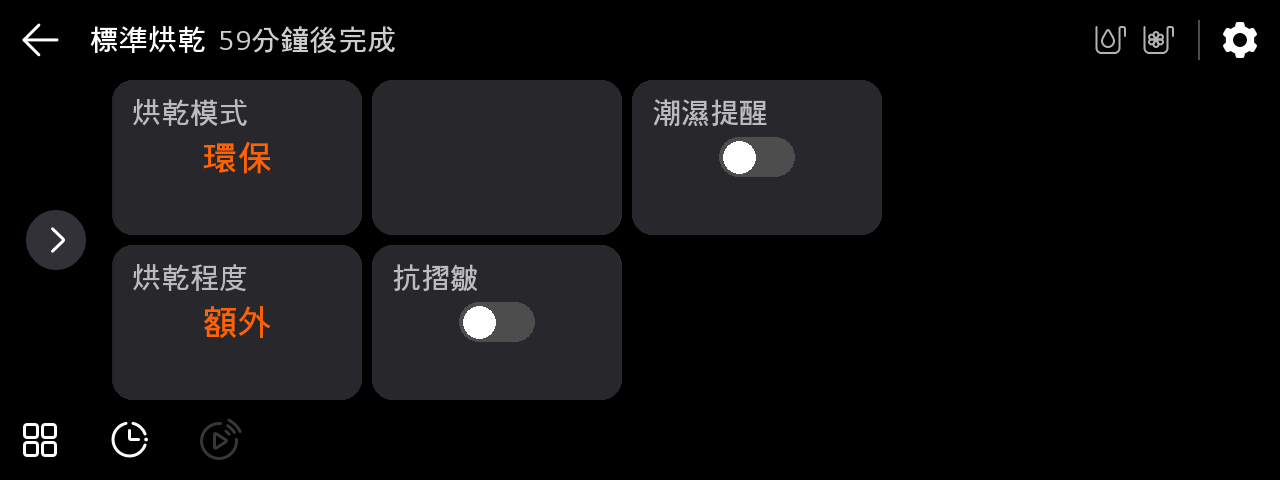 標準烘乾 59分鐘後完成
烘乾模式
環保
潮濕提醒
烘乾程度
額外
抗摺皺